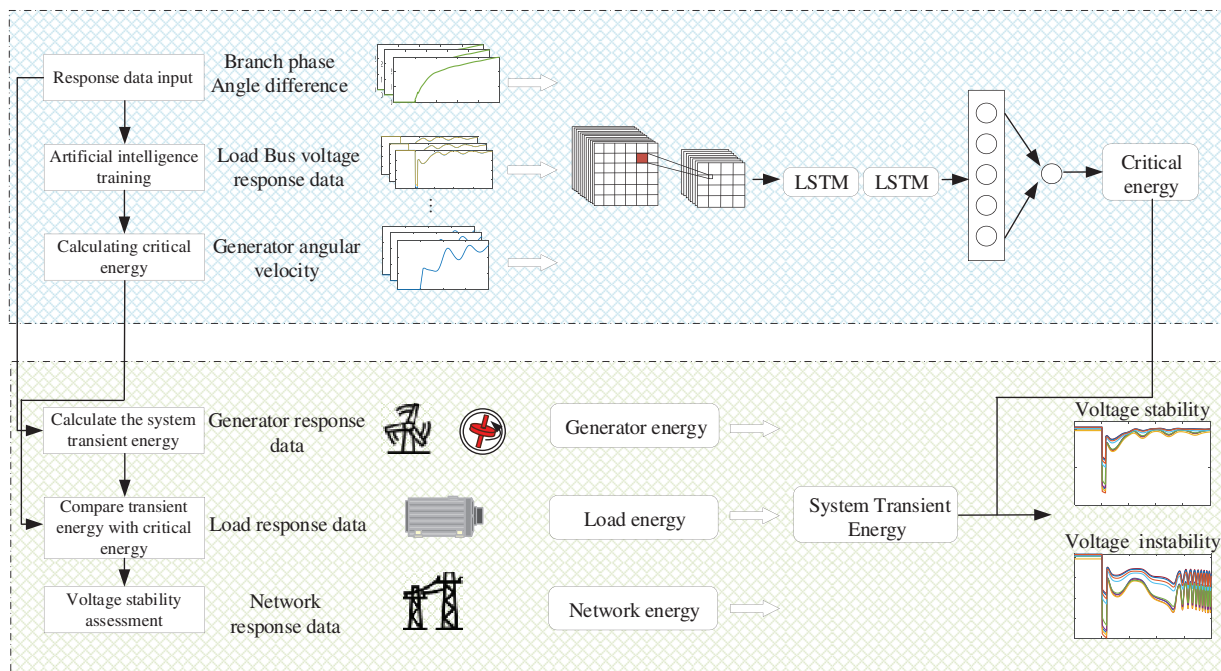 Response data input
Artificial intelligence
training
Calculating critical
energy
Branch phase
Angle difference
Load Bus voltage
response data
Generator angular
velocity
LSTM
LSTM
Critical
energy
Calculate the system
transient energy
Compare transient
energy with critical
energy
Voltage stability
assessment
Generator response
data
Load response data
Network
response data
Generator energy
Load energy
Network energy
System Transient
Energy
Voltage stability
Voltage instability